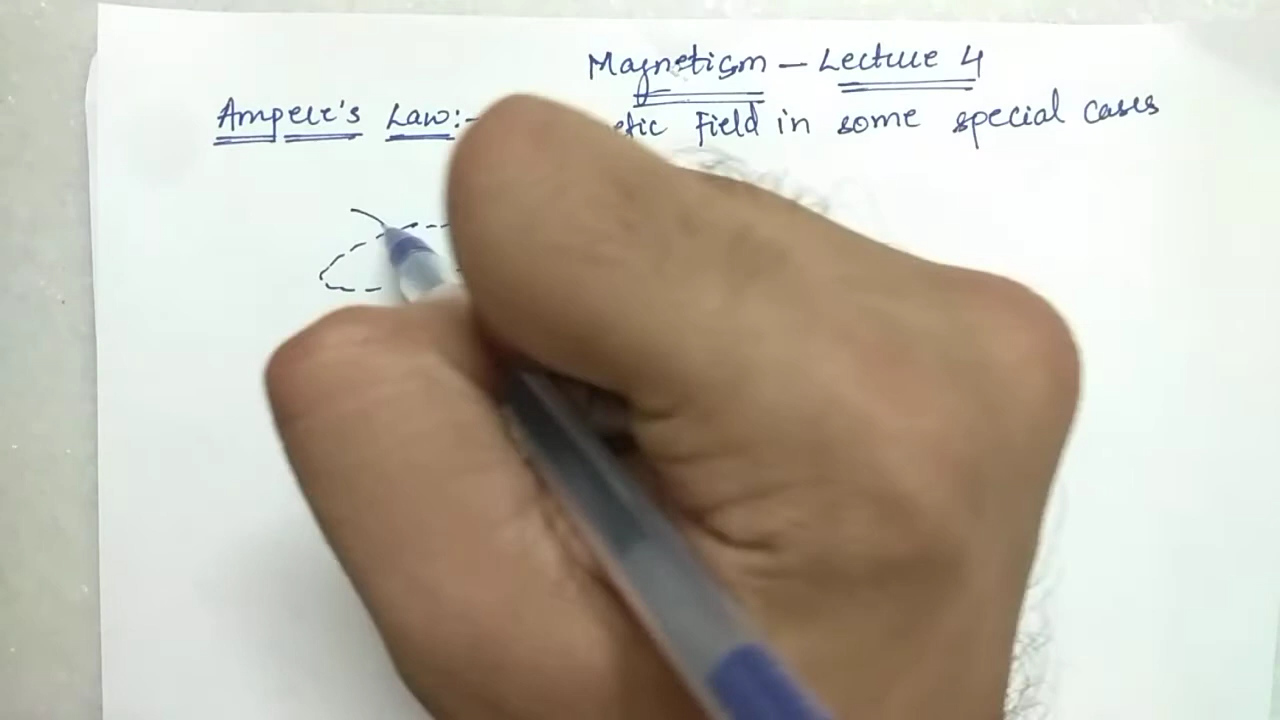 Magnetism - Lecture 4
Ampere's Law:- etic Field in some special cases